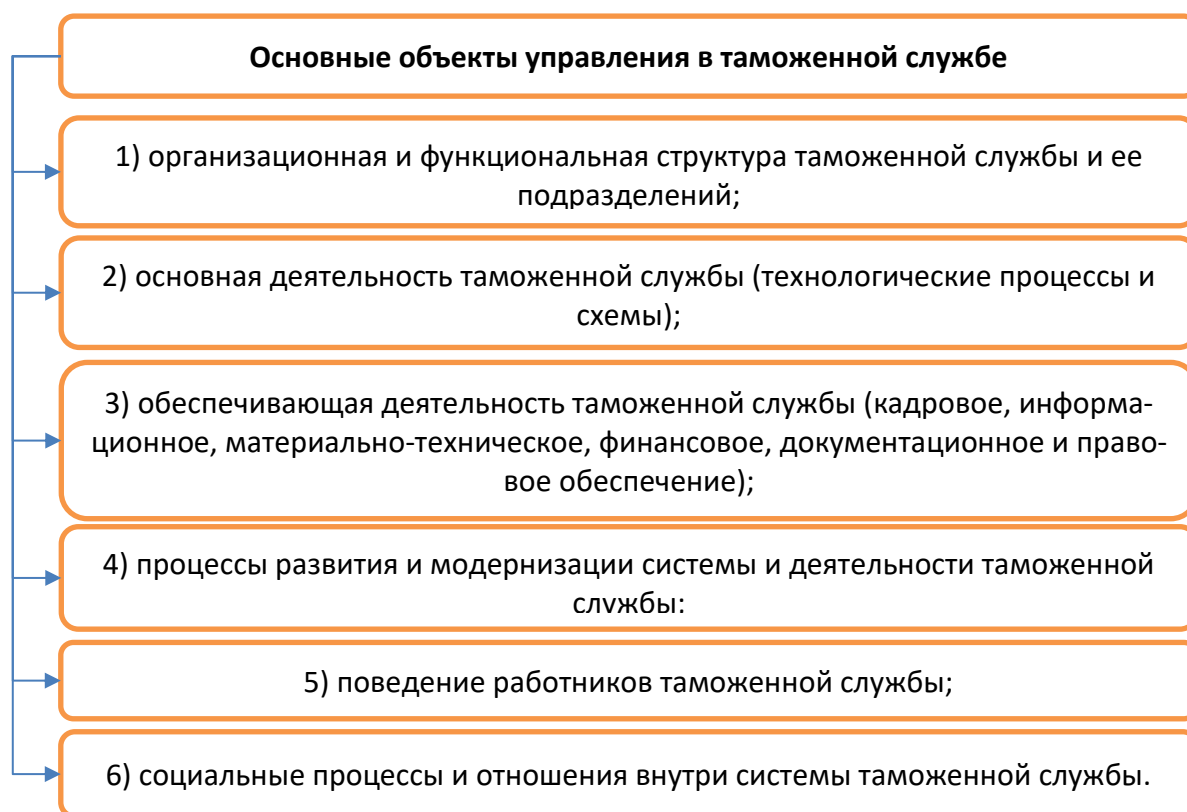 Основные объекты управления в таможенной службе
1) организационная и функциональная структура таможенной службы и ее
подразделений;
2) основная деятельность таможенной службы (технологические процессы и
схемы);
3) обеспечивающая деятельность таможенной службы (кадровое, информа-
ционное, материально-техническое, финансовое, документационное и право-
вое обеспечение);
4) процессы развития и модернизации системы и деятельности таможенной
службы;
5) поведение работников таможенной службы;
6) социальные процессы и отношения внутри системы таможенной службы.